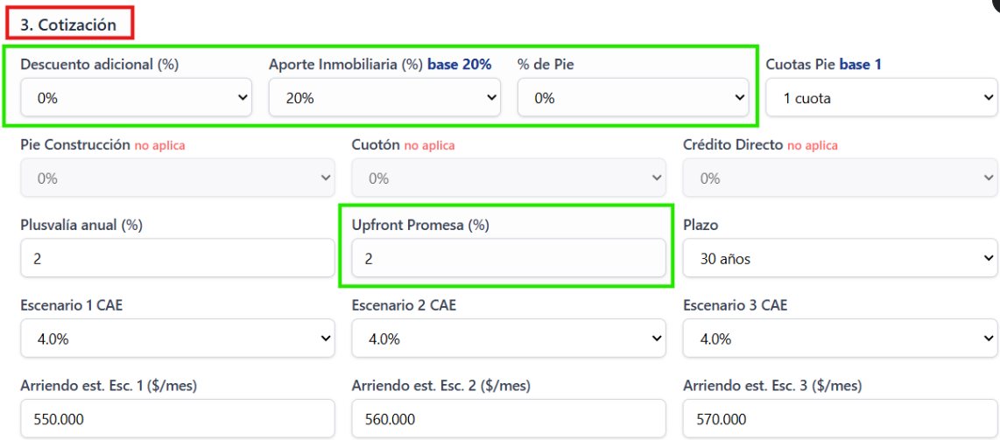 3. Cotización
Descuento adicional (%) Aporte Inmobiliaria (%) base 20% % de Pie Cuotas Pie base 1
0% 20% 0% 1 cuota
Pie Construcción no aplica Cuotón no aplica Crédito Directo no aplica
0% 0% 0%
Plusvalía anual (%) Upfront Promesa (%) Plazo
2 2 30 años
Escenario 1 CAE Escenario 2 CAE Escenario 3 CAE
4.0% 4.0% 4.0%
Arriendo est. Esc. 1 ($/mes) Arriendo est. Esc. 2 ($/mes) Arriendo est. Esc. 3 ($/mes)
550.000 560.000 570.000